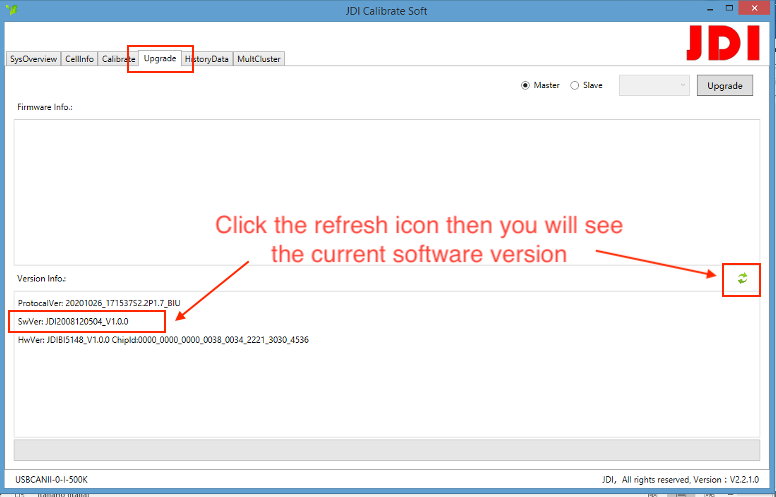 JDI Calibrate Soft
JDI
SysOverview CellInfo Calibrate Upgrade HistoryData MultCluster
Master Slave Upgrade
Firmware Info.:
Click the refresh icon then you will see
the current software version
Version Info.:
ProtocalVer: 20201026_171537S2.2P1.7_BIU
SwVer: JDI2008120504_V1.0.0
HwVer: JDIBI5148_V1.0.0 ChipId:0000_0000_0000_0038_0034_2221_3030_4536
USBCANII-0-I-500K JDI, All rights reserved, Version : V2.2.1.0